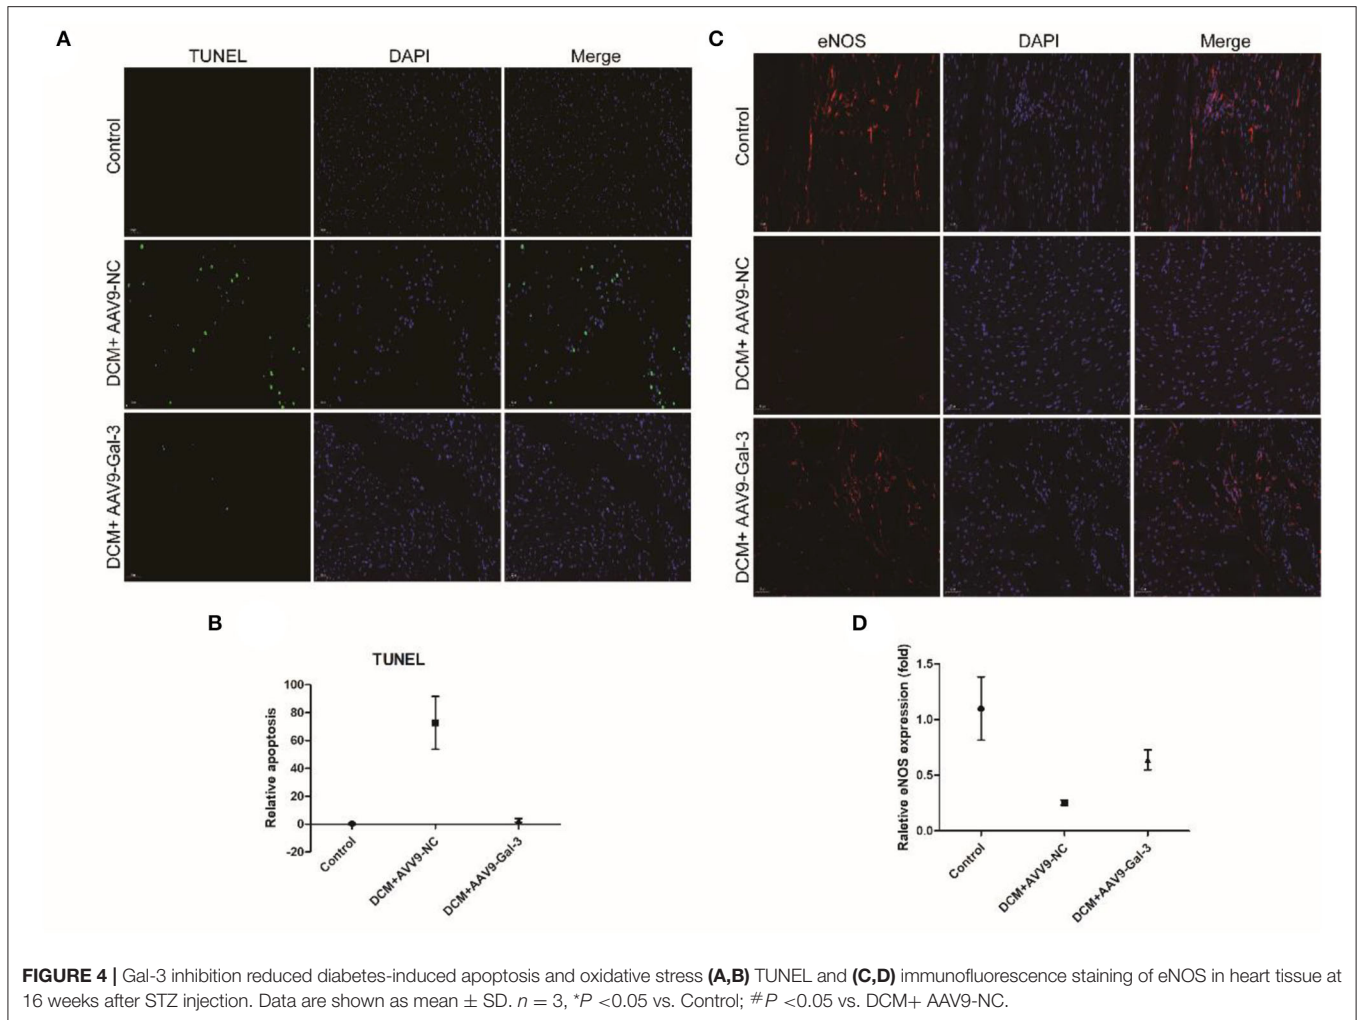 A
TUNEL
DAPI
Merge
Control
DCM+ AAV9-NC
DCM+ AAV9-Gal-3
B
TUNEL
Relative apoptosis
100
80
60
40
20
0
-20
Control
DCM+AVV9-NC
DCM+AAV9-Gal-3
C
eNOS
DAPI
Merge
Control
DCM+ AAV9-NC
DCM+ AAV9-Gal-3
D
Raletive eNOS expression (fold)
1.5
1.0
0.5
0.0
Control
DCM+AVV9-NC
DCM+AAV9-Gal-3
FIGURE 4 | Gal-3 inhibition reduced diabetes-induced apoptosis and oxidative stress (A,B) TUNEL and (C,D) immunofluorescence staining of eNOS in heart tissue at
16 weeks after STZ injection. Data are shown as mean ± SD. n = 3, *P <0.05 vs. Control; #P <0.05 vs. DCM+ AAV9-NC.